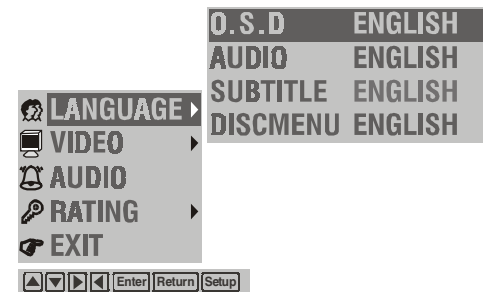 O.S.D ENGLISH
AUDIO ENGLISH
SUBTITLE ENGLISH
DISCMENU ENGLISH
LANGUAGE
VIDEO
AUDIO
RATING
EXIT
Enter Return Setup